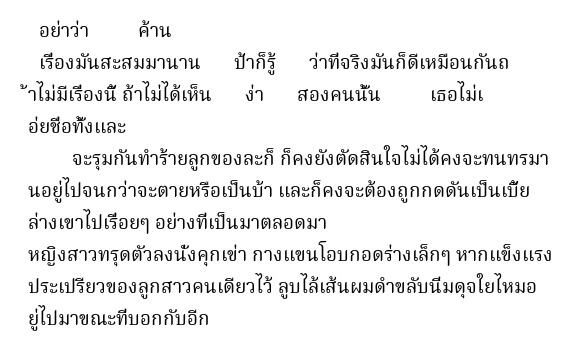 อย่าว่า ค้าน
เรื่องมันสะสมมานาน ป้าก็รู้ ว่าที่จริงมันก็ดีเหมือนกันถ
้าไม่มีเรื่องนี้ ถ้าไม่ได้เห็น ง่า สองคนนั้น เธอไม่เ
อ่ยชื่อทั้งและ
จะรุมกันทำร้ายลูกของละก็ ก็คงยังตัดสินใจไม่ได้คงจะทนทรมา
นอยู่ไปจนกว่าจะตายหรือเป็นบ้า และก็คงจะต้องถูกกดดันเป็นเบี้ย
ล่างเขาไปเรื่อยๆ อย่างที่เป็นมาตลอดมา
หญิงสาวทรุดตัวลงนั่งคุกเข่า กางแขนโอบกอดร่างเล็กๆ หากแข็งแรง
ประเปรียวของลูกสาวคนเดียวไว้ ลูบไล้เส้นผมดำขลับนิ่มดุจใยไหมอ
ยู่ไปมาขณะที่บอกกับอีก